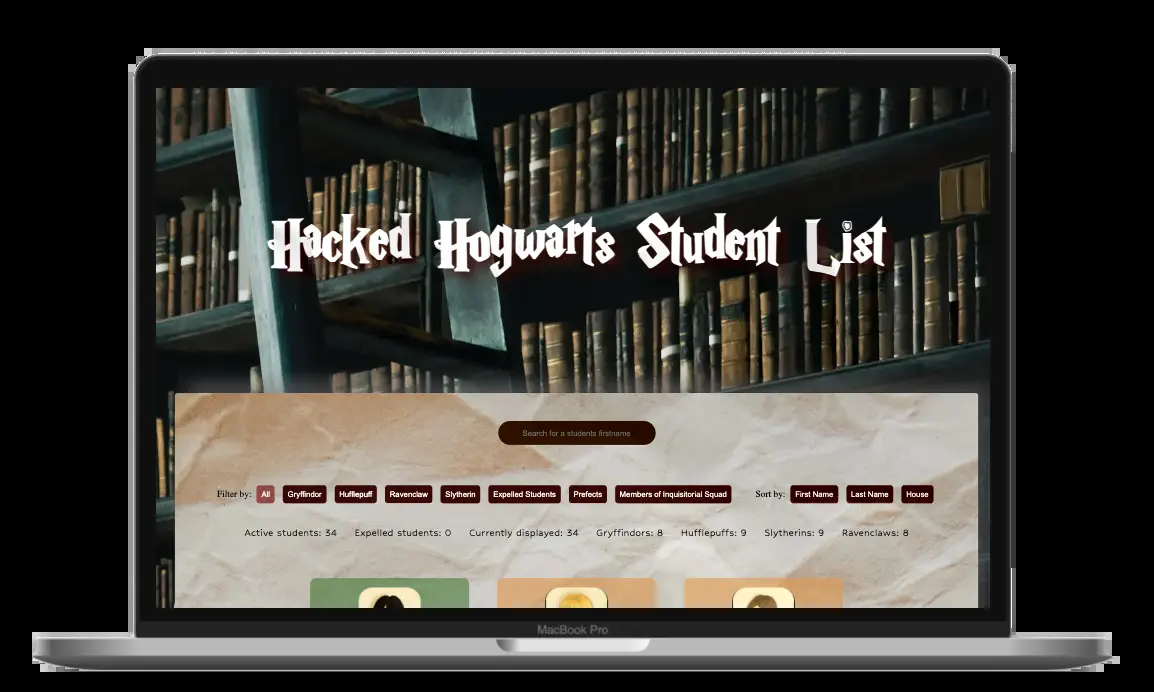 Hacked Hogwarts Student List
Search for a students firstname
Filter by: All Gryffindor Hufflepuff Ravenclaw Slytherin Expelled Students Prefects Members of Inquisitorial Squad Sort by: First Name Last Name House
Active students: 34 Expelled students: 0 Currently displayed: 34 Gryffindors: 8 Hufflepuffs: 9 Slytherins: 9 Ravenclaws: 8
MacBook Pro